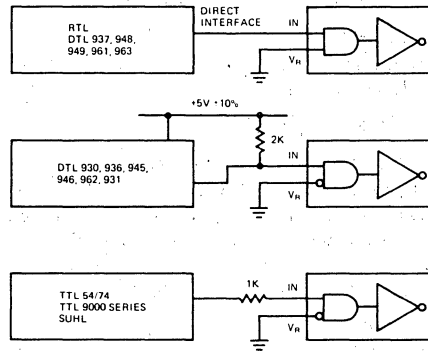 DIRECT
INTERFACE
RTL
DTL 937, 948,
949, 961, 963
IN
VR
+5V ±10%
2K
DTL 930, 936, 945,
946, 962, 931
IN
VR
TTL 54/74
TTL 9000 SERIES
SUHL
1K
IN
VR